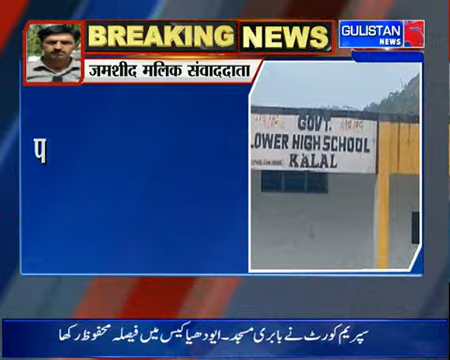 BREAKING NEWS
GULISTAN
NEWS
जमशीद मलिक संवाददाता
प
GOVT.
LOWER HIGH SCHOOL
KALAL
سپریم کورٹ نے بابری مسجد۔ایودھیا کیس میں فیصلہ محفوظ رکھا